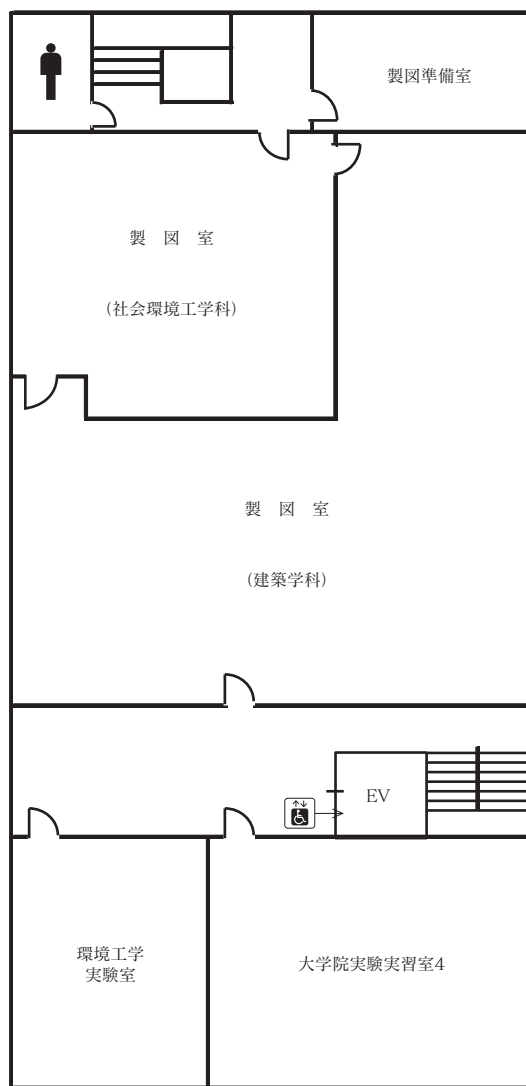 製図準備室
製 図 室
(社会環境工学科)
製 図 室
(建築学科)
EV
環境工学
実験室
大学院実験実習室4